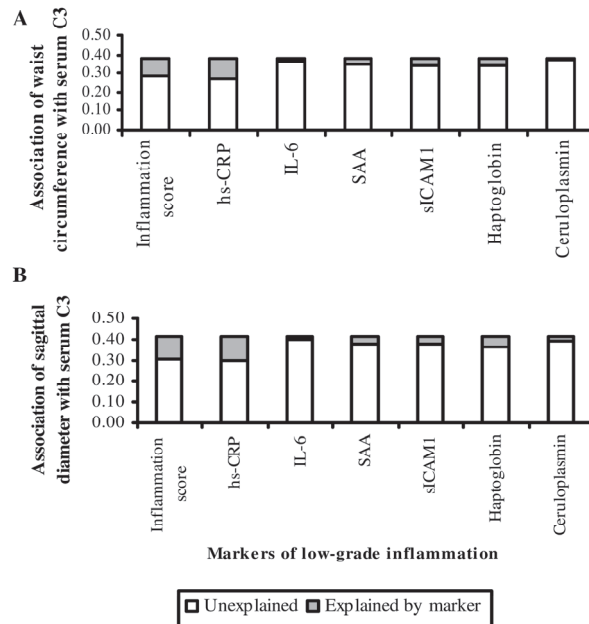 A
Association of waist
circumference with serum C3
0.50
0.40
0.30
0.20
0.10
0.00
Inflammation
score
hs-CRP
IL-6
SAA
sICAM1
Haptoglobin
Ceruloplasmin
B
Association of sagittal
diameter with serum C3
0.50
0.40
0.30
0.20
0.10
0.00
Inflammation
score
hs-CRP
IL-6
SAA
sICAM1
Haptoglobin
Ceruloplasmin
Markers of low-grade inflammation
Unexplained Explained by marker